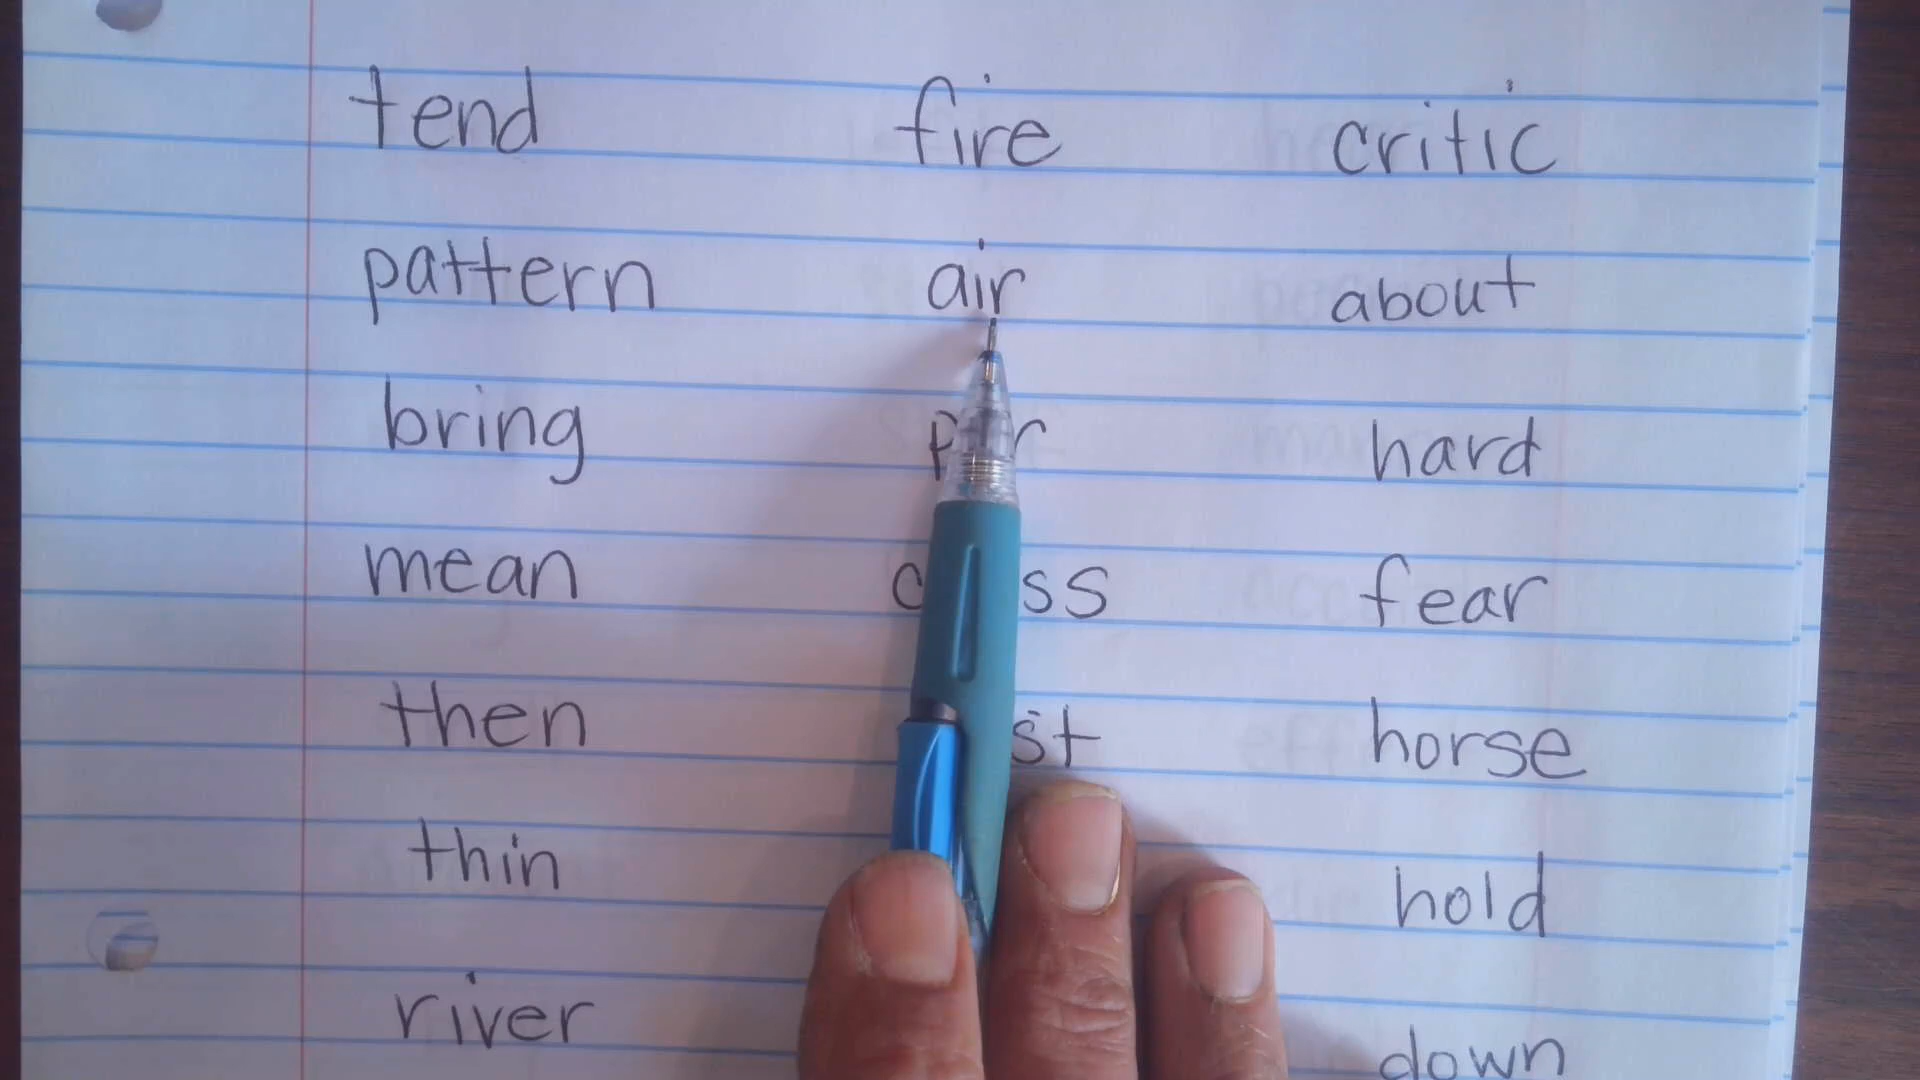 tend fire critic
pattern air about
bring hard
mean fear
then horse
thin hold
river down